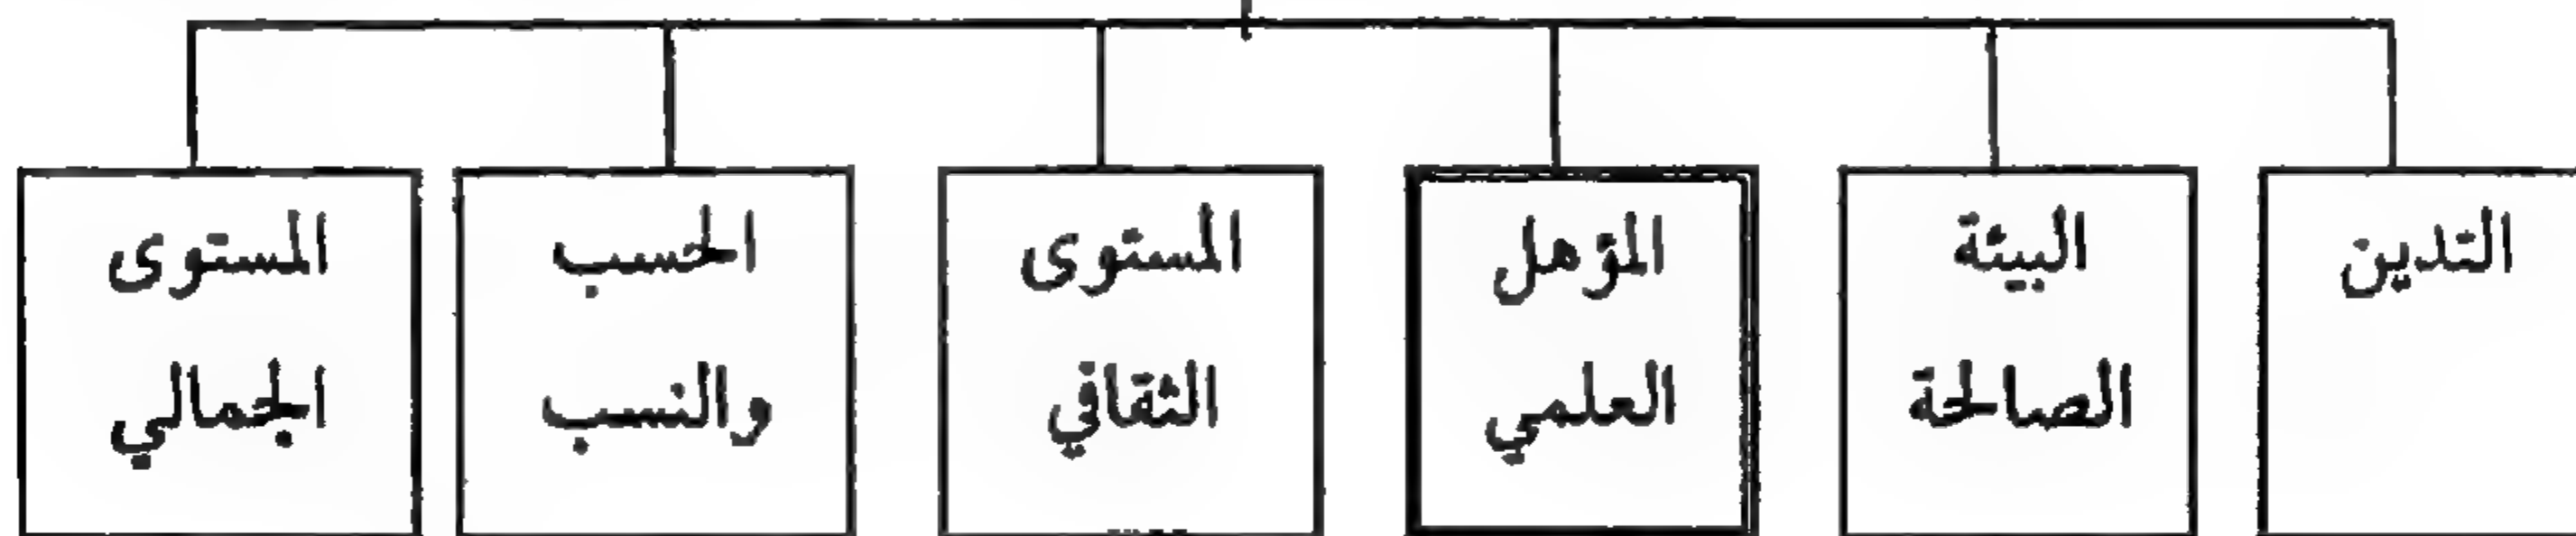 التدين
البيئة
الصالحة
المؤهل
العلمي
المستوى
الثقافي
الحسب
والنسب
المستوى
الجمالي